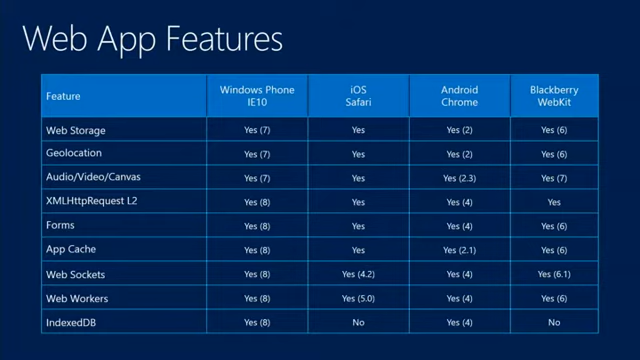 Web App Features
Feature Windows Phone IE10 iOS Safari Android Chrome Blackberry WebKit
Web Storage Yes (7) Yes Yes (2) Yes (6)
Geolocation Yes (7) Yes Yes (2) Yes (6)
Audio/Video/Canvas Yes (7) Yes Yes (2.3) Yes (7)
XMLHttpRequest L2 Yes (8) Yes Yes (4) Yes
Forms Yes (8) Yes Yes (4) Yes (6)
App Cache Yes (8) Yes Yes (2.1) Yes (6)
Web Sockets Yes (8) Yes (4.2) Yes (4) Yes (6.1)
Web Workers Yes (8) Yes (5.0) Yes (4) Yes (6)
IndexedDB Yes (8) No Yes (4) No